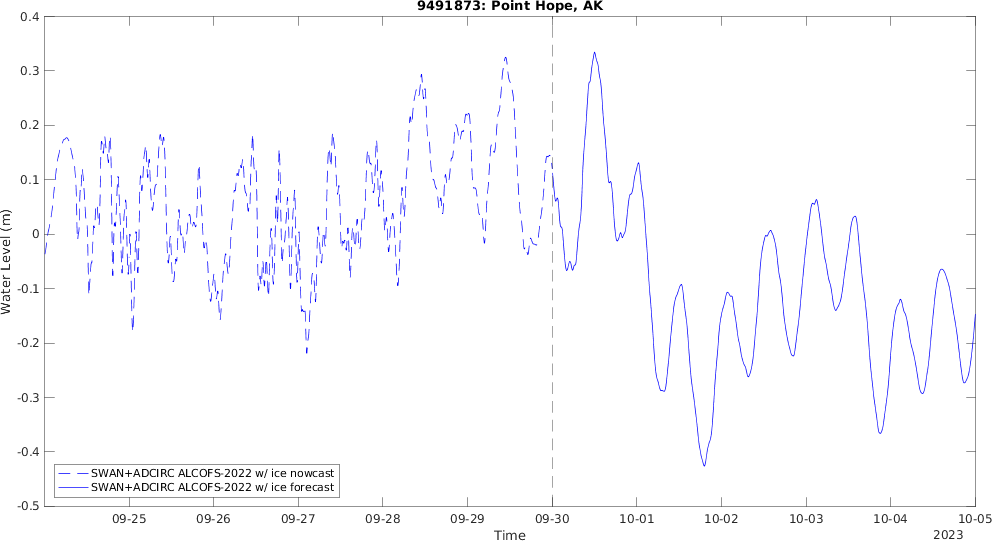 9491873: Point Hope, AK
0.4
0.3
0.2
0.1
0
-0.1
-0.2
-0.3
-0.4
-0.5
Water Level (m)
SWAN+ADCIRC ALCOFS-2022 w/ ice nowcast
SWAN+ADCIRC ALCOFS-2022 w/ ice forecast
09-25 09-26 09-27 09-28 09-29 09-30 10-01 10-02 10-03 10-04 10-05
Time
2023